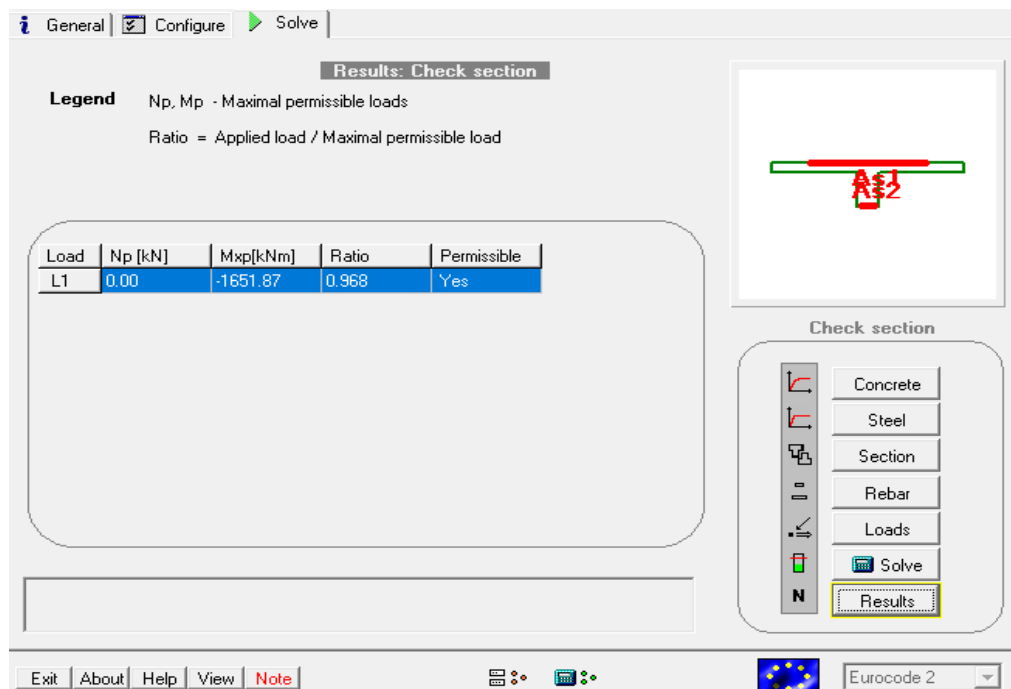 General Configure Solve
Results: Check section
Legend Np, Mp - Maximal permissible loads
Ratio = Applied load / Maximal permissible load
As1
As2
Load Np [kN] Mxp[kNm] Ratio Permissible
L1 0.00 -1651.87 0.968 Yes
Check section
Concrete
Steel
Section
Rebar
Loads
Solve
N Results
Exit About Help View Note Eurocode 2